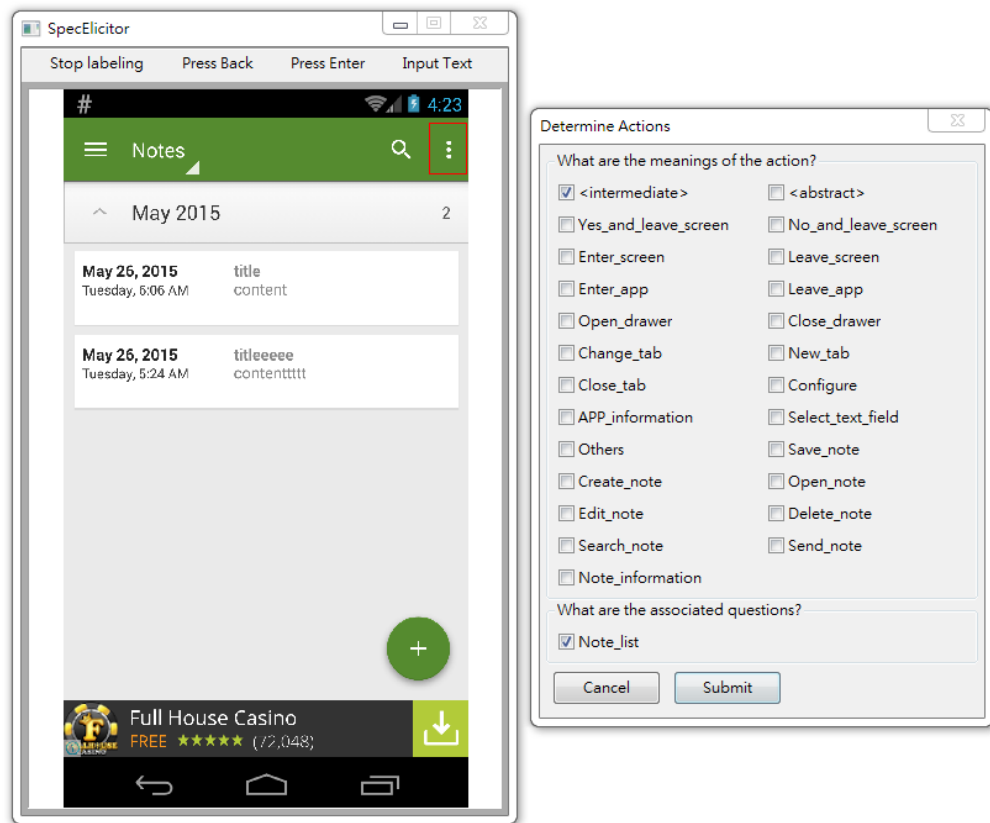 SpecElicitor
Stop labeling Press Back Press Enter Input Text
# 4:23
Notes
May 2015 2
May 26, 2015 title
Tuesday, 6:06 AM content
May 26, 2015 titleeeee
Tuesday, 5:24 AM contenttttt
+
Full House Casino
FREE ★★★★★ (72,048)
Determine Actions
What are the meanings of the action?
<intermediate> <abstract>
Yes_and_leave_screen No_and_leave_screen
Enter_screen Leave_screen
Enter_app Leave_app
Open_drawer Close_drawer
Change_tab New_tab
Close_tab Configure
APP_information Select_text_field
Others Save_note
Create_note Open_note
Edit_note Delete_note
Search_note Send_note
Note_information
What are the associated questions?
Note_list
Cancel Submit